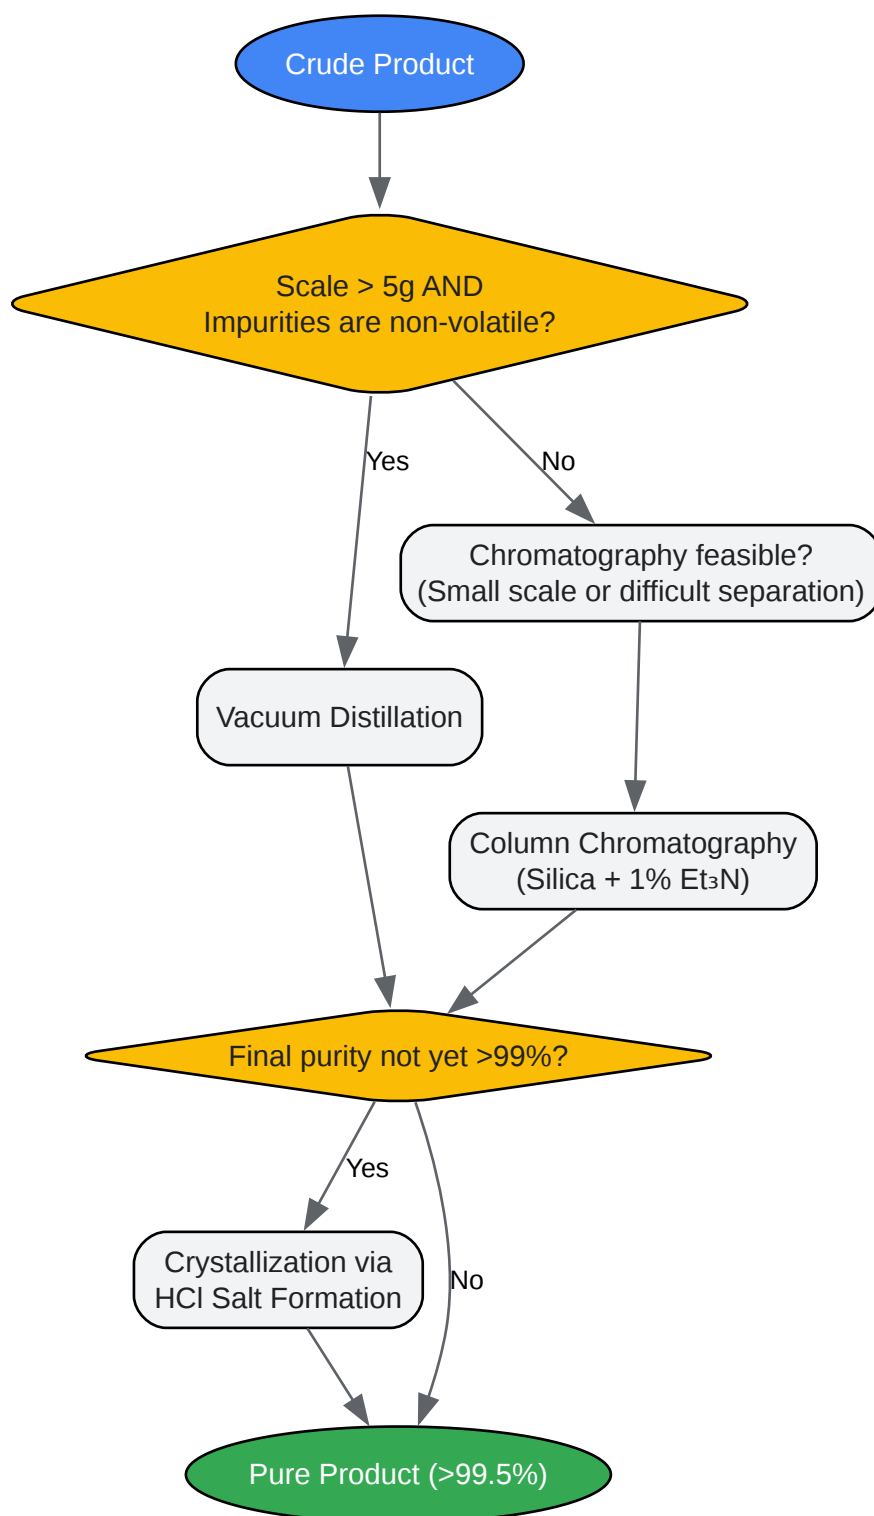 Crude Product
Scale > 5g AND
Impurities are non-volatile?
Yes
No
Chromatography feasible?
(Small scale or difficult separation)
Vacuum Distillation
Column Chromatography
(Silica + 1% Et₃N)
Final purity not yet >99%?
Yes
Crystallization via
HCl Salt Formation
No
Pure Product (>99.5%)